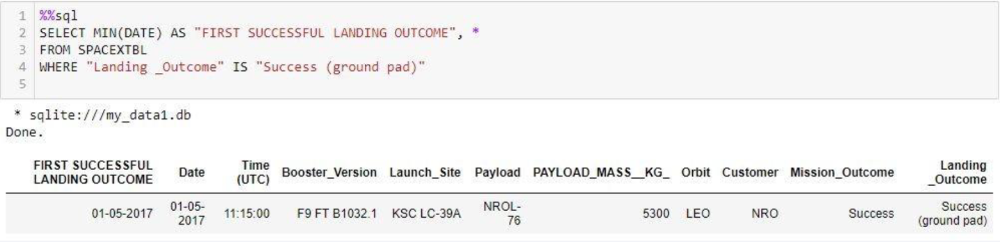 1 %%sql
2 SELECT MIN(DATE) AS "FIRST SUCCESSFUL LANDING OUTCOME", *
3 FROM SPACEXTBL
4 WHERE "Landing _Outcome" IS "Success (ground pad)"
5
* sqlite:///my_data1.db
Done.
FIRST SUCCESSFUL LANDING OUTCOME Date Time (UTC) Booster_Version Launch_Site Payload PAYLOAD_MASS__KG_ Orbit Customer Mission_Outcome Landing _Outcome
01-05-2017 01-05-2017 11:15:00 F9 FT B1032.1 KSC LC-39A NROL-76 5300 LEO NRO Success Success (ground pad)